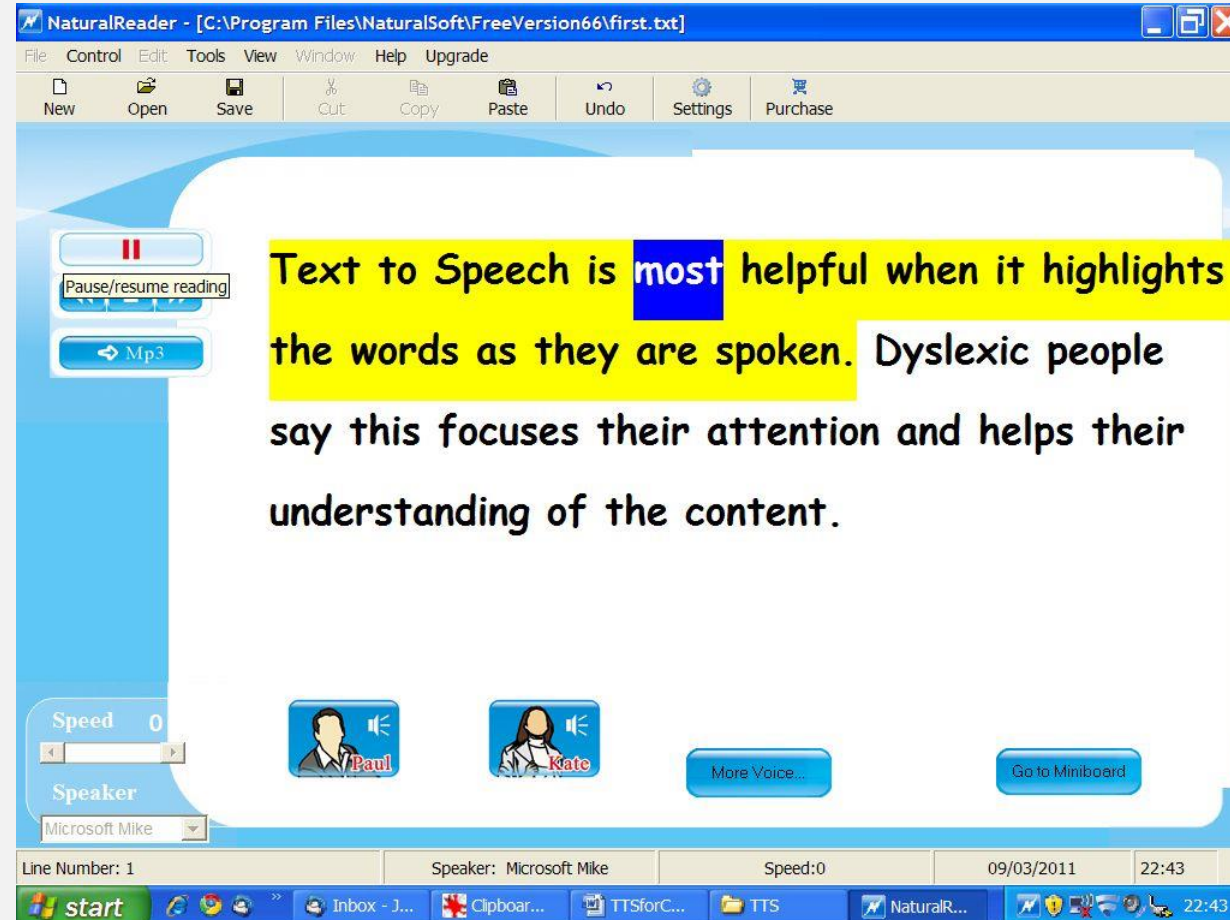 NaturalReader - [C:\Program Files\NaturalSoft\FreeVersion66\first.txt]
File Control Edit Tools View Window Help Upgrade
New Open Save Cut Copy Paste Undo Settings Purchase
Text to Speech is most helpful when it highlights
Pause/resume reading
the words as they are spoken. Dyslexic people
Mp3
say this focuses their attention and helps their
understanding of the content.
Speed 0
Paul Kate
More Voice... Go to Miniboard
Speaker
Microsoft Mike
Line Number: 1 Speaker: Microsoft Mike Speed:0 09/03/2011 22:43
start Inbox - J... Clipboar... TTSforC... TTS NaturalR... 22:43